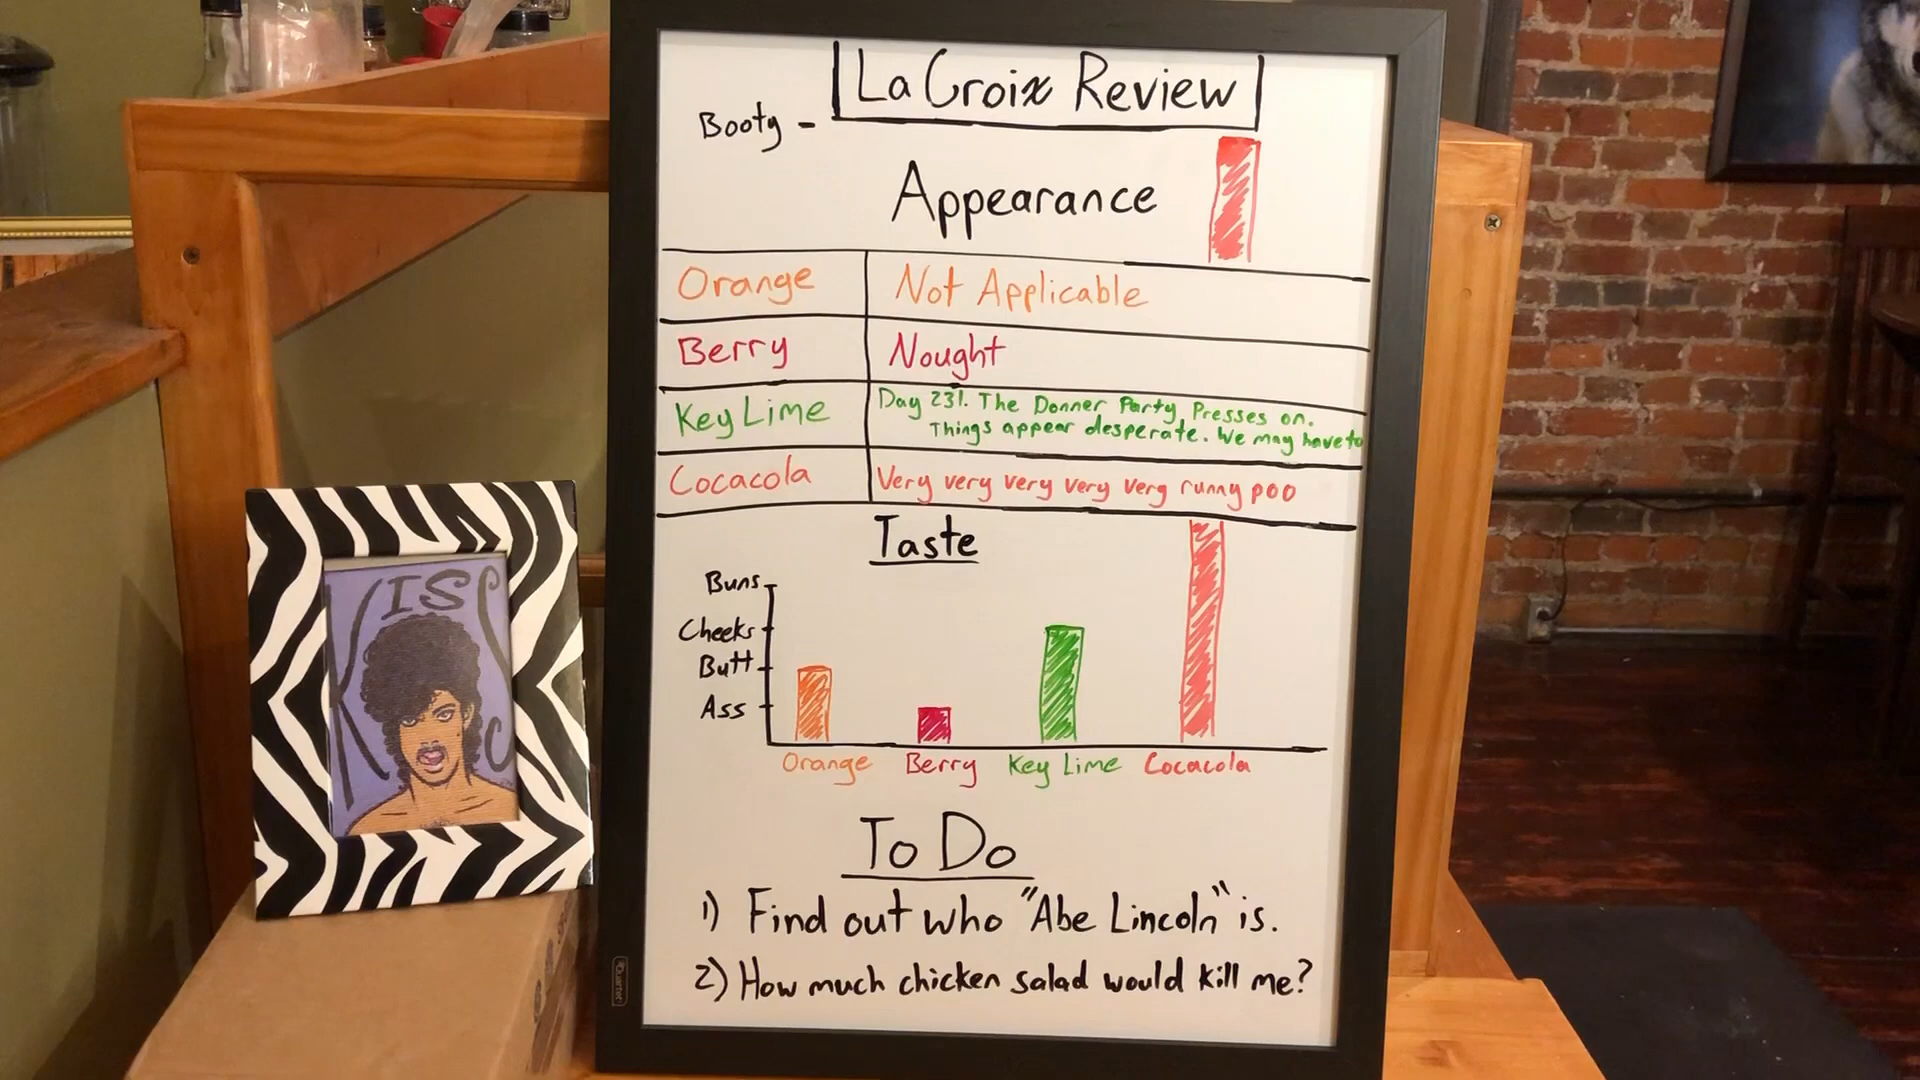 La Croix Review
Booty -
Appearance
Orange Not Applicable
Berry Nought
Key Lime Day 231. The Donner Party Presses on.
Things appear desperate. We may have to
Cocacola Very very very very very runny poo
Taste
Buns
Cheeks
Butt
Ass
Orange Berry Key Lime Cocacola
To Do
1) Find out who "Abe Lincoln" is.
2) How much chicken salad would kill me?
KISS
Quartet